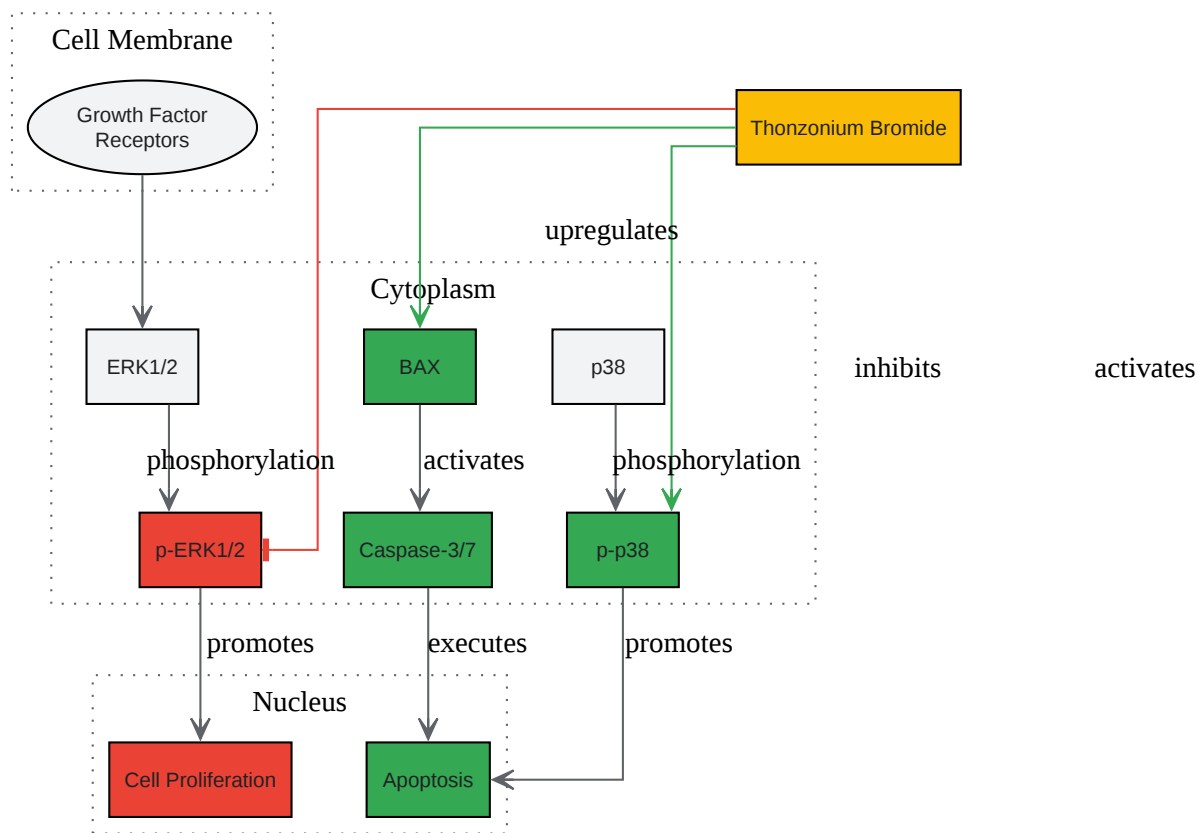 Cell Membrane
Growth Factor
Receptors
Thonzonium Bromide
upregulates
Cytoplasm
ERK1/2
BAX
p38
inhibits
activates
phosphorylation
activates
phosphorylation
p-ERK1/2
Caspase-3/7
p-p38
promotes
executes
promotes
Nucleus
Cell Proliferation
Apoptosis